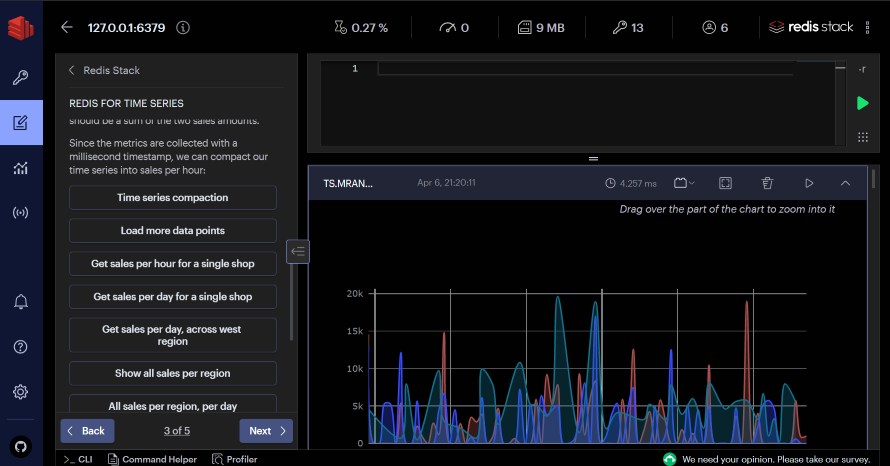 127.0.0.1:6379
0.27 %
0
9 MB
13
6
redis stack
Redis Stack
REDIS FOR TIME SERIES
should be a sum of the two sales amounts.
Since the metrics are collected with a
millisecond timestamp, we can compact our
time series into sales per hour:
Time series compaction
Load more data points
Get sales per hour for a single shop
Get sales per day for a single shop
Get sales per day, across west
region
Show all sales per region
All sales per region, per day
Back
3 of 5
Next
1
-r
TS.MRAN...
Apr 6, 21:20:11
4,257 ms
Drag over the part of the chart to zoom into it
20k
15k
10k
5k
0
>_ CLI
Command Helper
Profiler
We need your opinion. Please take our survey.